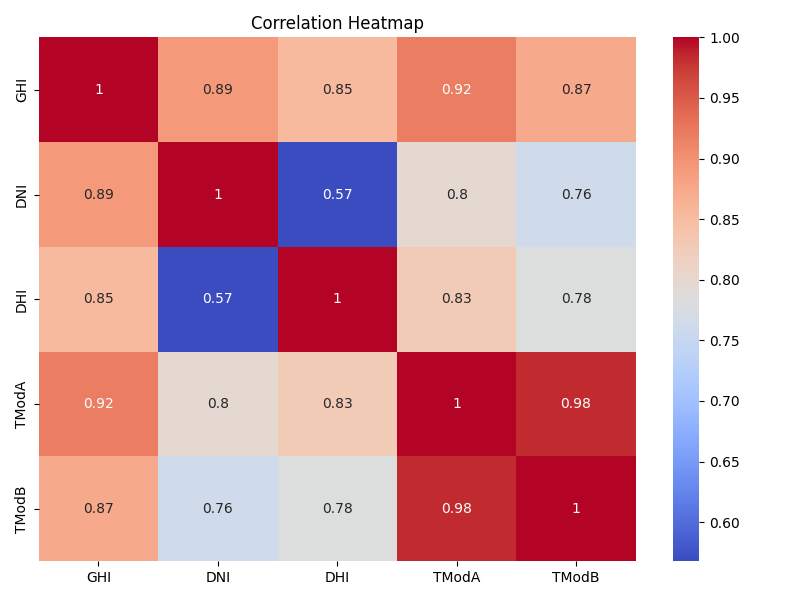 Correlation Heatmap
GHI 1 0.89 0.85 0.92 0.87
DNI 0.89 1 0.57 0.8 0.76
DHI 0.85 0.57 1 0.83 0.78
TModA 0.92 0.8 0.83 1 0.98
TModB 0.87 0.76 0.78 0.98 1
GHI DNI DHI TModA TModB
1.00
0.95
0.90
0.85
0.80
0.75
0.70
0.65
0.60